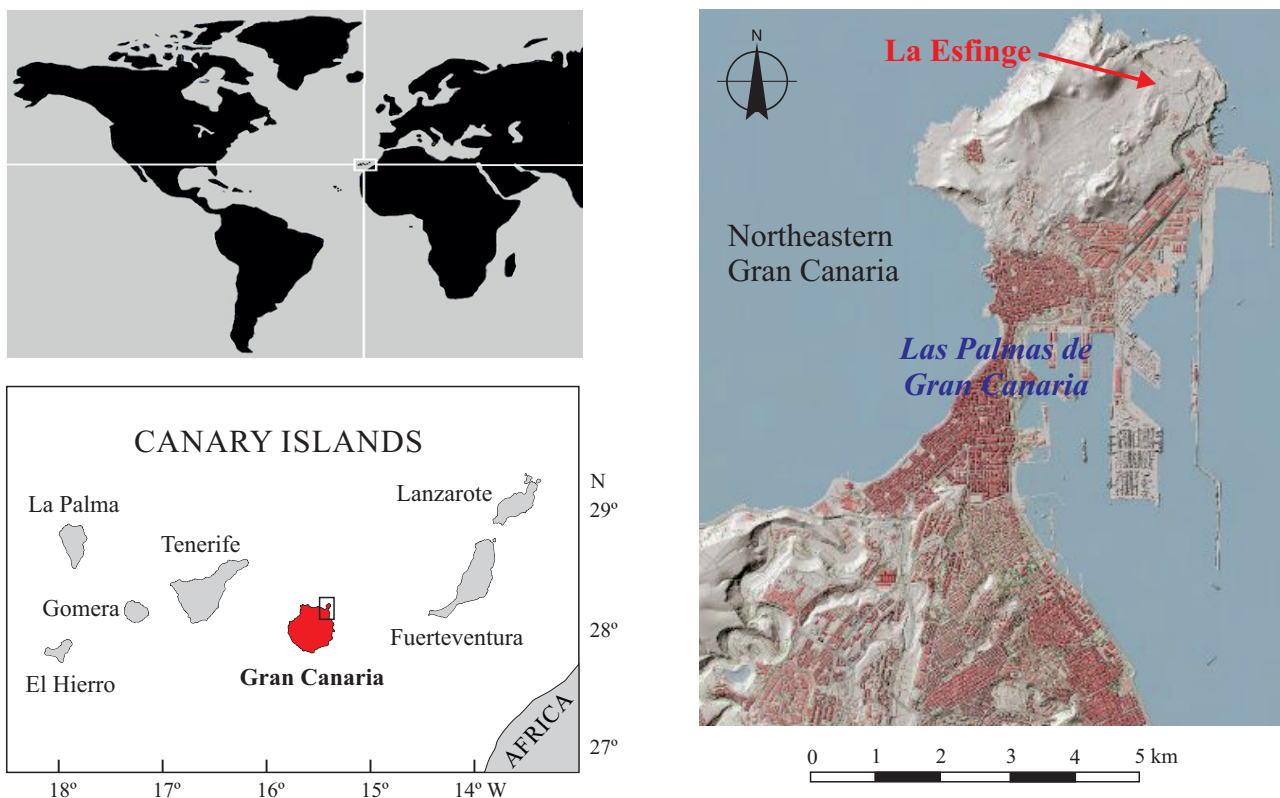 CANARY ISLANDS
La Palma
Tenerife
Gomera
El Hierro
Gran Canaria
Lanzarote
Fuerteventura
AFRICA
N
29º
28º
27º
18º
17º
16º
15º
14º W
N
La Esfinge
Northeastern
Gran Canaria
Las Palmas de
Gran Canaria
0 1 2 3 4 5 km